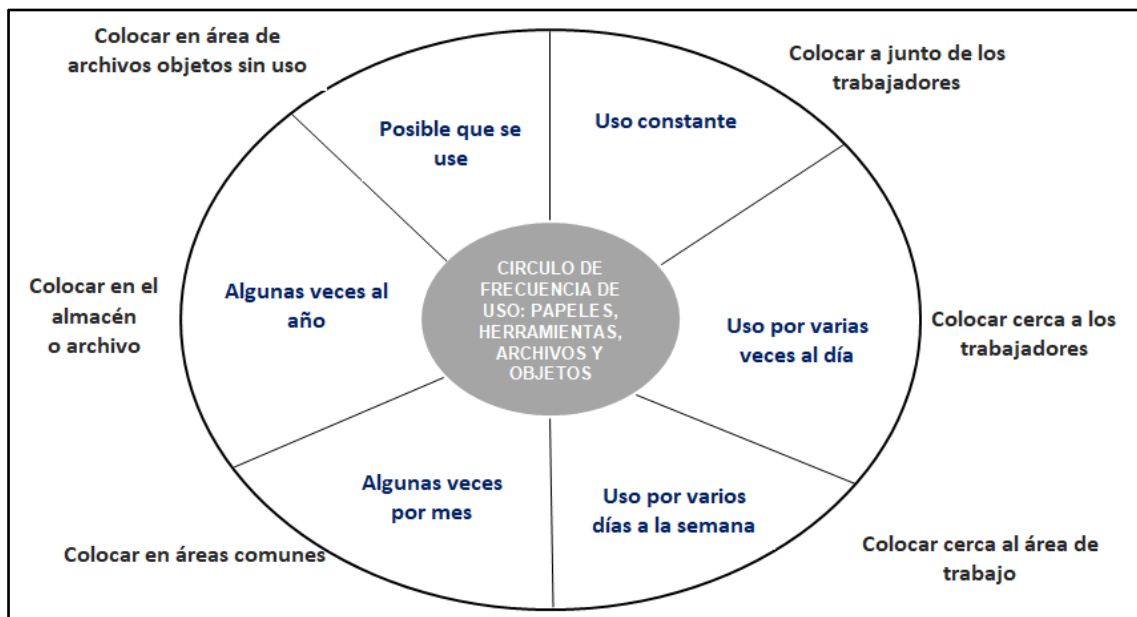 Colocar en área de
archivos objetos sin uso
Colocar a junto de los
trabajadores
Posible que se
use
Uso constante
CIRCULO DE
FRECUENCIA DE
USO: PAPELES,
HERRAMIENTAS,
ARCHIVOS Y
OBJETOS
Colocar en el
almacén
o archivo
Algunas veces al
año
Uso por varias
veces al día
Colocar cerca a los
trabajadores
Algunas veces
por mes
Uso por varios
días a la semana
Colocar en áreas comunes
Colocar cerca al área de
trabajo